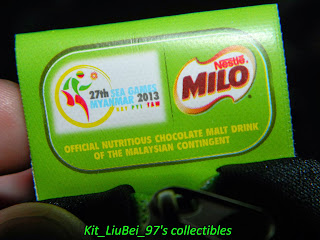 27th SEA GAMES
MYANMAR 2013
NAY PYI TAW
Nestlé
MILO
OFFICIAL NUTRITIOUS CHOCOLATE MALT DRINK
OF THE MALAYSIAN CONTINGENT
Kit_LiuBei_97's collectibles